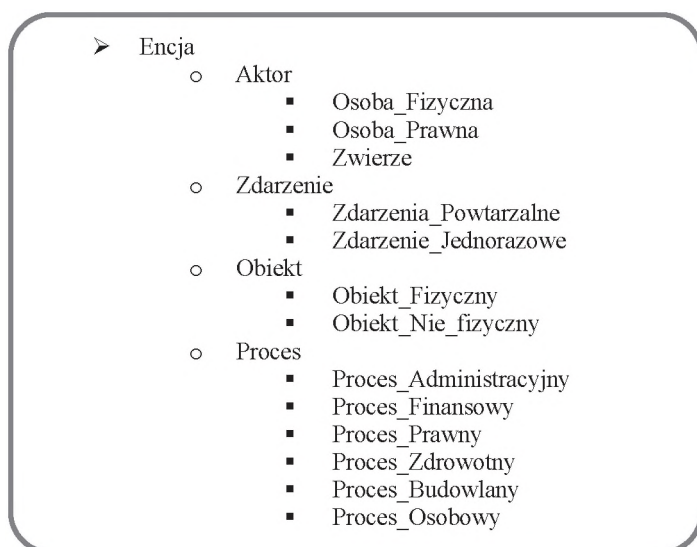 Encja
Aktor
Osoba_Fizyczna
Osoba_Prawna
Zwierze
Zdarzenie
Zdarzenia_Powtarzalne
Zdarzenie_Jednorazowe
Obiekt
Obiekt_Fizyczny
Obiekt_Nie_fizyczny
Proces
Proces_Administracyjny
Proces_Finansowy
Proces_Prawny
Proces_Zdrowotny
Proces_Budowlany
Proces_Osobowy